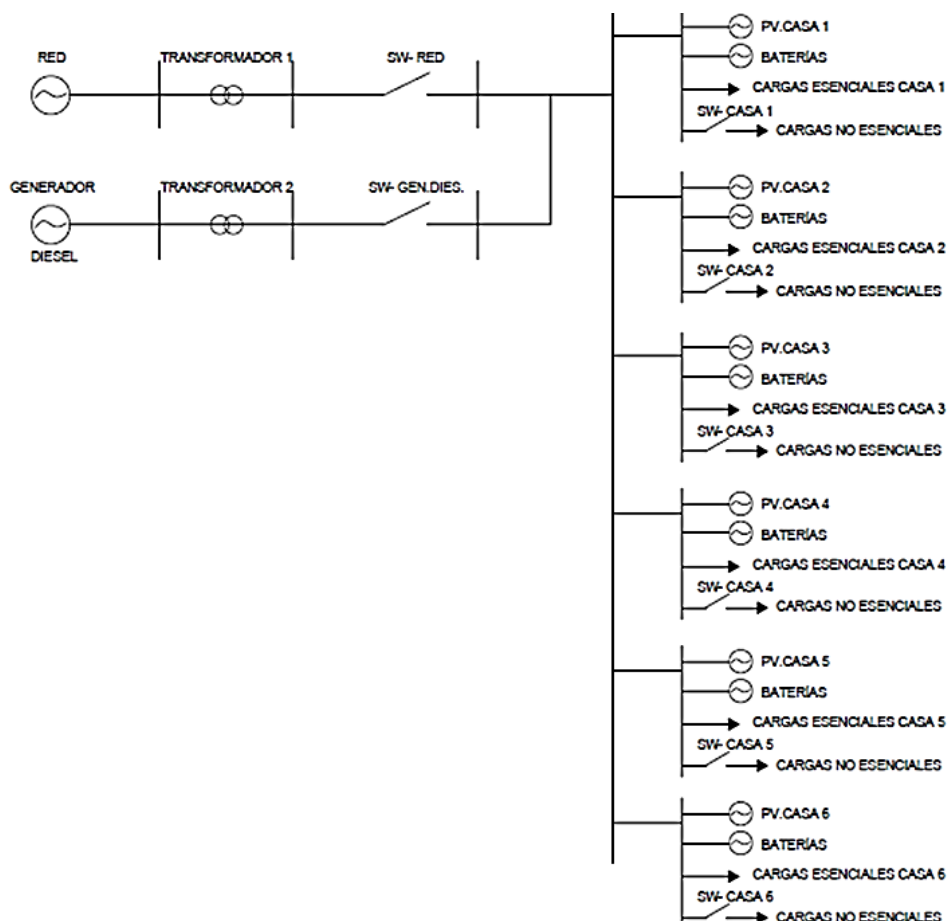 RED
TRANSFORMADOR 1
SW- RED
GENERADOR
DIESEL
TRANSFORMADOR 2
SW- GEN.DIES.
PV.CASA 1
BATERÍAS
CARGAS ESENCIALES CASA 1
SW- CASA 1
CARGAS NO ESENCIALES
PV.CASA 2
BATERÍAS
CARGAS ESENCIALES CASA 2
SW- CASA 2
CARGAS NO ESENCIALES
PV.CASA 3
BATERÍAS
CARGAS ESENCIALES CASA 3
SW- CASA 3
CARGAS NO ESENCIALES
PV.CASA 4
BATERÍAS
CARGAS ESENCIALES CASA 4
SW- CASA 4
CARGAS NO ESENCIALES
PV.CASA 5
BATERÍAS
CARGAS ESENCIALES CASA 5
SW- CASA 5
CARGAS NO ESENCIALES
PV.CASA 6
BATERÍAS
CARGAS ESENCIALES CASA 6
SW- CASA 6
CARGAS NO ESENCIALES